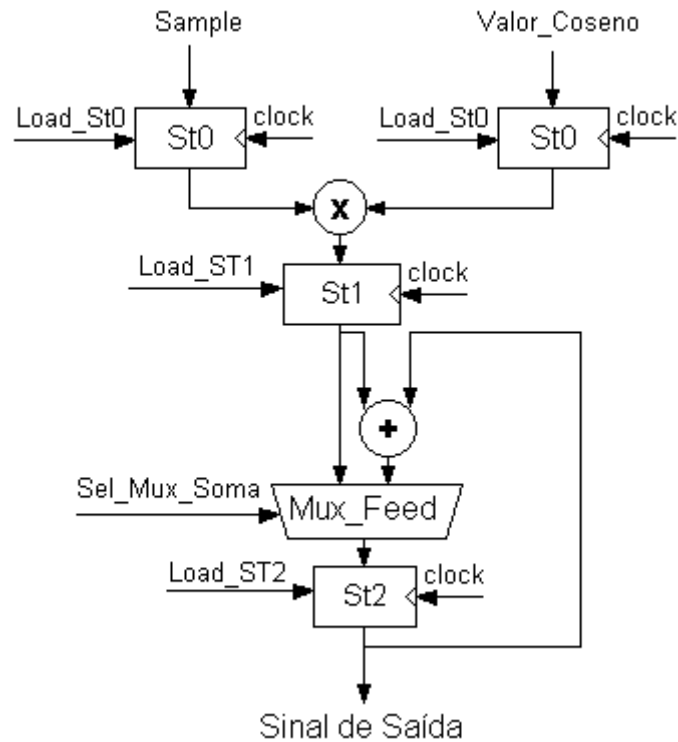 Sample
Valor_Coseno
Load_St0
clock
Load_St0
clock
St0
St0
x
Load_ST1
clock
St1
+
Sel_Mux_Soma
Mux_Feed
Load_ST2
clock
St2
Sinal de Saída